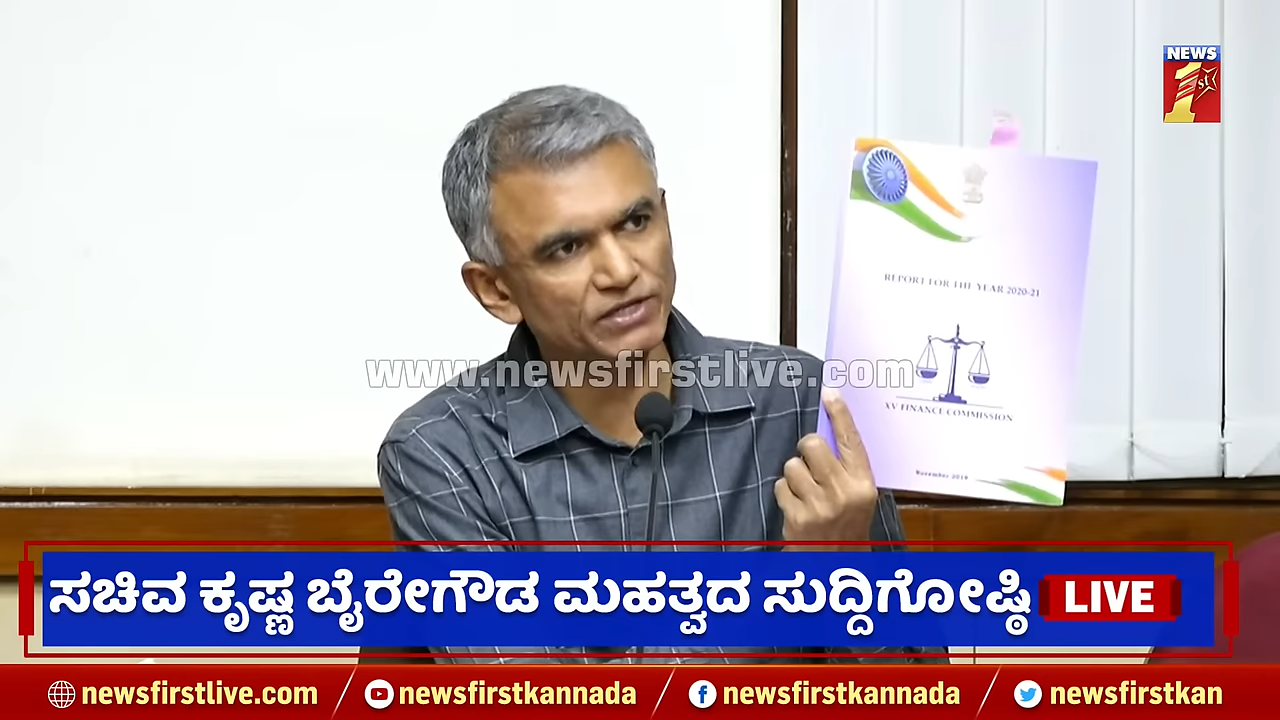 NEWS
1st
REPORT FOR THE YEAR 2020-21
www.newsfirstlive.com
XV FINANCE COMMISSION
November 2019
ಸಚಿವ ಕೃಷ್ಣ ಬೈರೇಗೌಡ ಮಹತ್ವದ ಸುದ್ದಿಗೋಷ್ಠಿ LIVE
newsfirstlive.com newsfirstkannada newsfirstkannada newsfirstkan